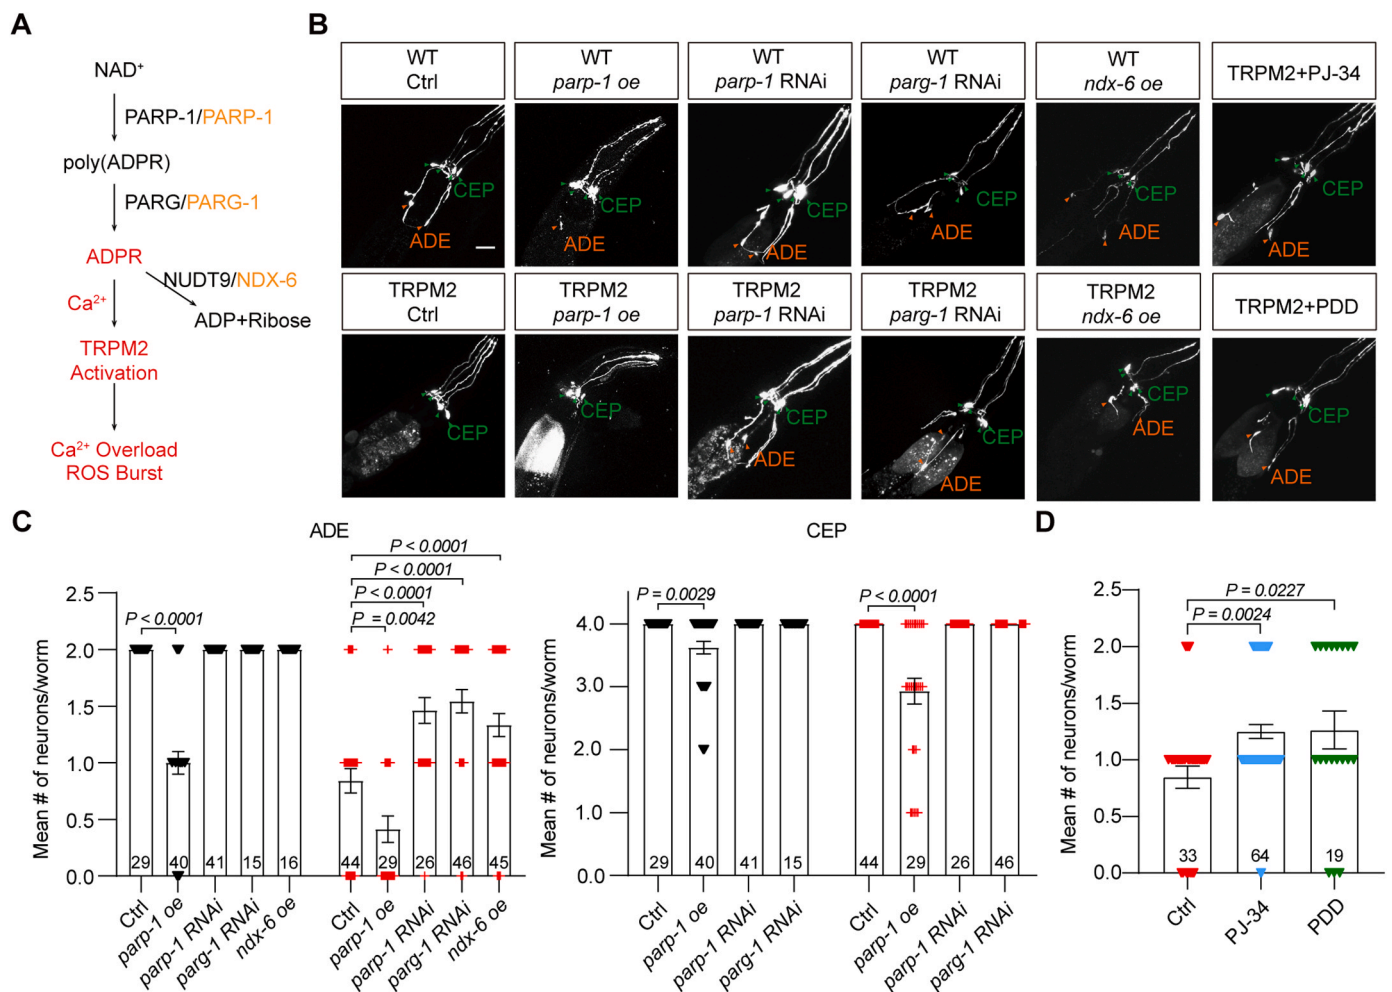 A
NAD+
PARP-1/PARP-1
poly(ADPR)
PARG/PARG-1
ADPR
NUDT9/NDX-6
Ca2+
ADP+Ribose
TRPM2
Activation
Ca2+ Overload
ROS Burst
B
WT
Ctrl
WT
parp-1 oe
WT
parp-1 RNAi
WT
parg-1 RNAi
WT
ndx-6 oe
TRPM2+PJ-34
CEP
ADE
CEP
ADE
CEP
ADE
CEP
ADE
CEP
ADE
CEP
ADE
TRPM2
Ctrl
TRPM2
parp-1 oe
TRPM2
parp-1 RNAi
TRPM2
parg-1 RNAi
TRPM2
ndx-6 oe
TRPM2+PDD
CEP
CEP
CEP
ADE
CEP
ADE
CEP
ADE
CEP
ADE
C
ADE
Mean # of neurons/worm
2.5
2.0
1.5
1.0
0.5
0.0
P < 0.0001
P < 0.0001
P < 0.0001
P < 0.0001
P = 0.0042
29 40 41 15 16
44 29 26 46 45
Ctrl
parp-1 oe
parp-1 RNAi
parg-1 RNAi
ndx-6 oe
Ctrl
parp-1 oe
parp-1 RNAi
parg-1 RNAi
ndx-6 oe
CEP
Mean # of neurons/worm
4.0
3.0
2.0
1.0
0.0
P = 0.0029
P < 0.0001
29 40 41 15
44 29 26 46
Ctrl
parp-1 oe
parp-1 RNAi
parg-1 RNAi
Ctrl
parp-1 oe
parp-1 RNAi
parg-1 RNAi
D
Mean # of neurons/worm
2.5
2.0
1.5
1.0
0.5
0.0
P = 0.0227
P = 0.0024
33 64 19
Ctrl
PJ-34
PDD